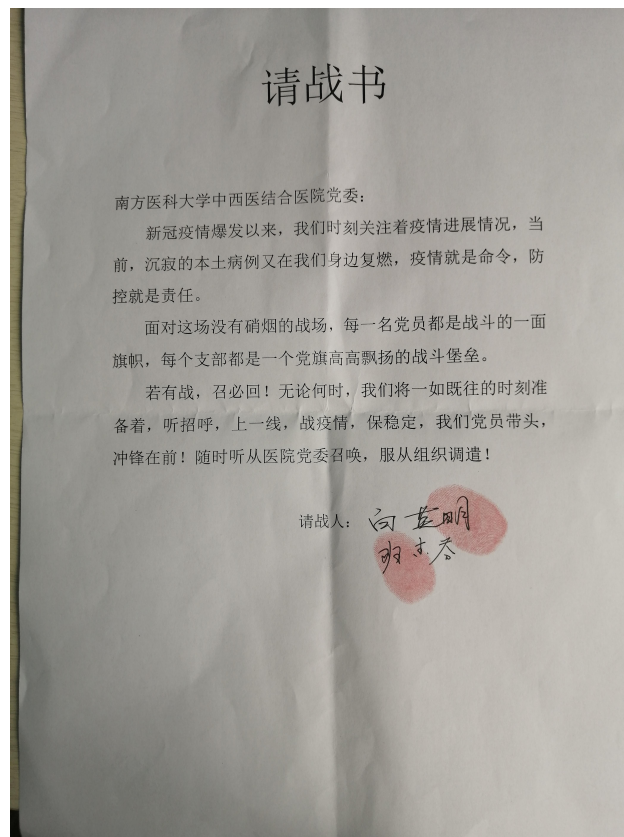 请战书
南方医科大学中西医结合医院党委：
新冠疫情爆发以来，我们时刻关注着疫情进展情况，当
前，沉寂的本土病例又在我们身边复燃，疫情就是命令，防
控就是责任。
面对这场没有硝烟的战场，每一名党员都是战斗的一面
旗帜，每个支部都是一个党旗高高飘扬的战斗堡垒。
若有战，召必回！无论何时，我们将一如既往的时刻准
备着，听招呼，上一线，战疫情，保稳定，我们党员带头，
冲锋在前！随时听从医院党委召唤，服从组织调遣！
请战人：